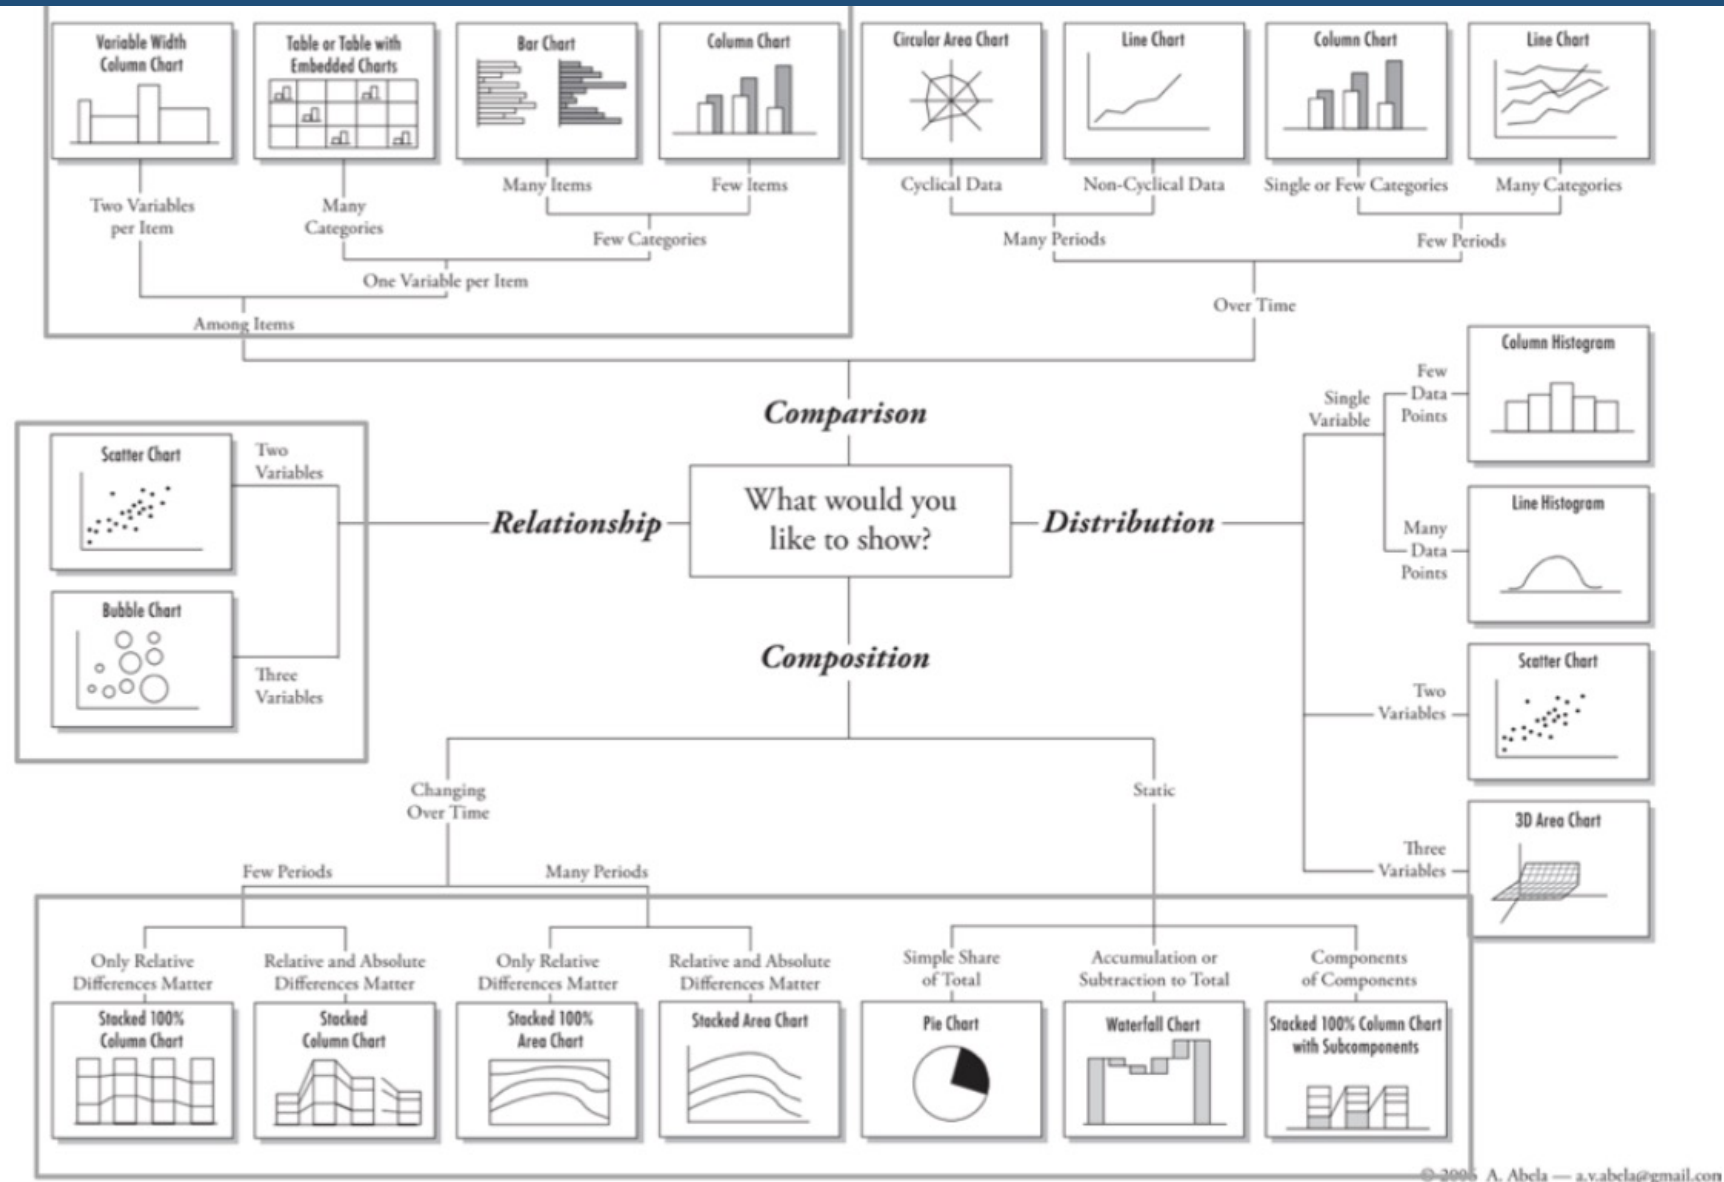 Variable Width
Column Chart
Table or Table with
Embedded Charts
Bar Chart
Column Chart
Circular Area Chart
Line Chart
Column Chart
Line Chart
Two Variables
per Item
Many
Categories
Many Items
Few Items
Cyclical Data
Non-Cyclical Data
Single or Few Categories
Many Categories
Few Categories
Many Periods
Few Periods
One Variable per Item
Among Items
Over Time
Comparison
What would you
like to show?
Relationship
Distribution
Composition
Scatter Chart
Two
Variables
Bubble Chart
Three
Variables
Single
Variable
Few
Data
Points
Column Histogram
Many
Data
Points
Line Histogram
Two
Variables
Scatter Chart
Three
Variables
3D Area Chart
Changing
Over Time
Static
Few Periods
Many Periods
Only Relative
Differences Matter
Relative and Absolute
Differences Matter
Only Relative
Differences Matter
Relative and Absolute
Differences Matter
Simple Share
of Total
Accumulation or
Subtraction to Total
Components
of Components
Stacked 100%
Column Chart
Stacked
Column Chart
Stacked 100%
Area Chart
Stacked Area Chart
Pie Chart
Waterfall Chart
Stacked 100% Column Chart
with Subcomponents
© 2006 A. Abela — a.v.abela@gmail.com